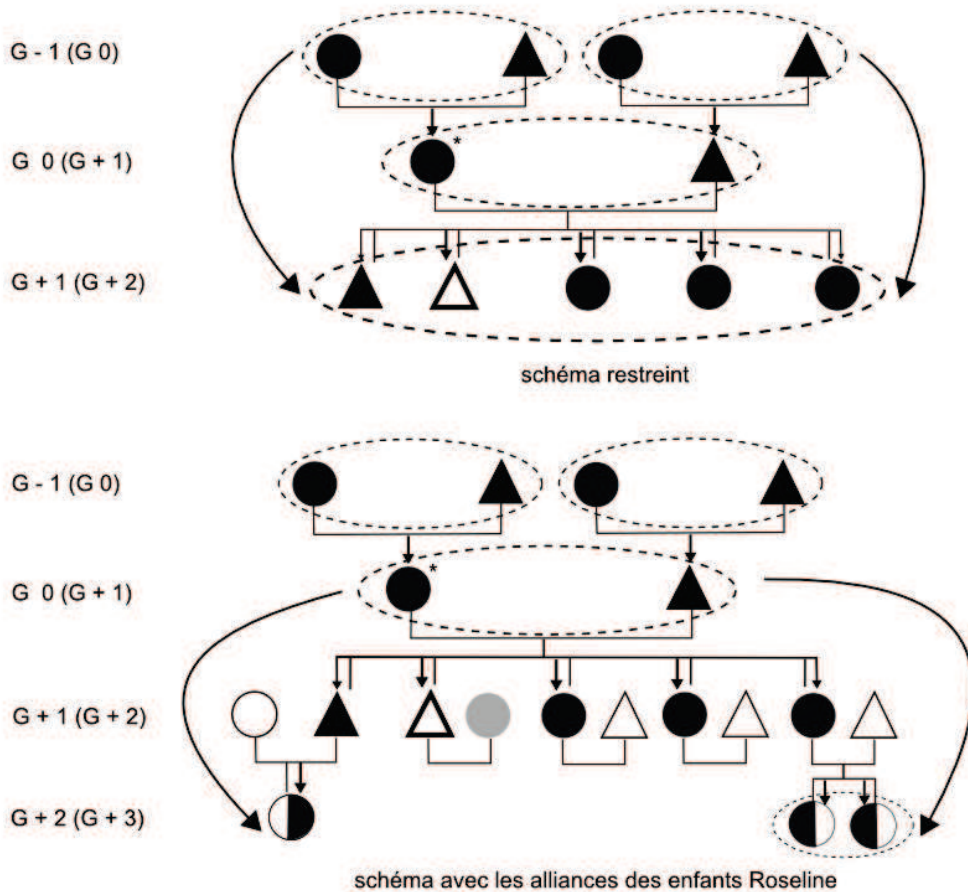 G - 1 (G 0)
G 0 (G + 1)
*
G + 1 (G + 2)
schéma restreint
G - 1 (G 0)
G 0 (G + 1)
*
G + 1 (G + 2)
G + 2 (G + 3)
schéma avec les alliances des enfants Roseline